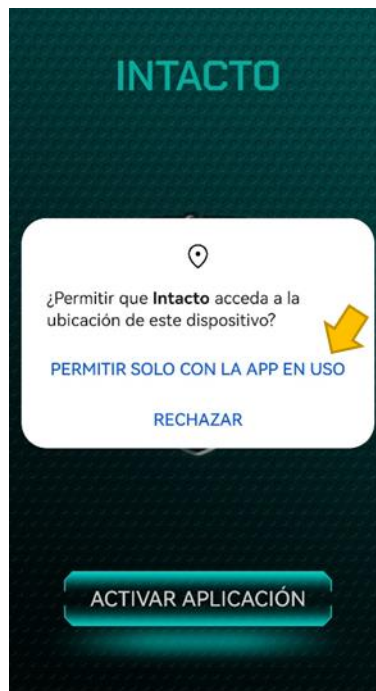 INTACTO
¿Permitir que Intacto acceda a la
ubicación de este dispositivo?
PERMITIR SOLO CON LA APP EN USO
RECHAZAR
ACTIVAR APLICACIÓN